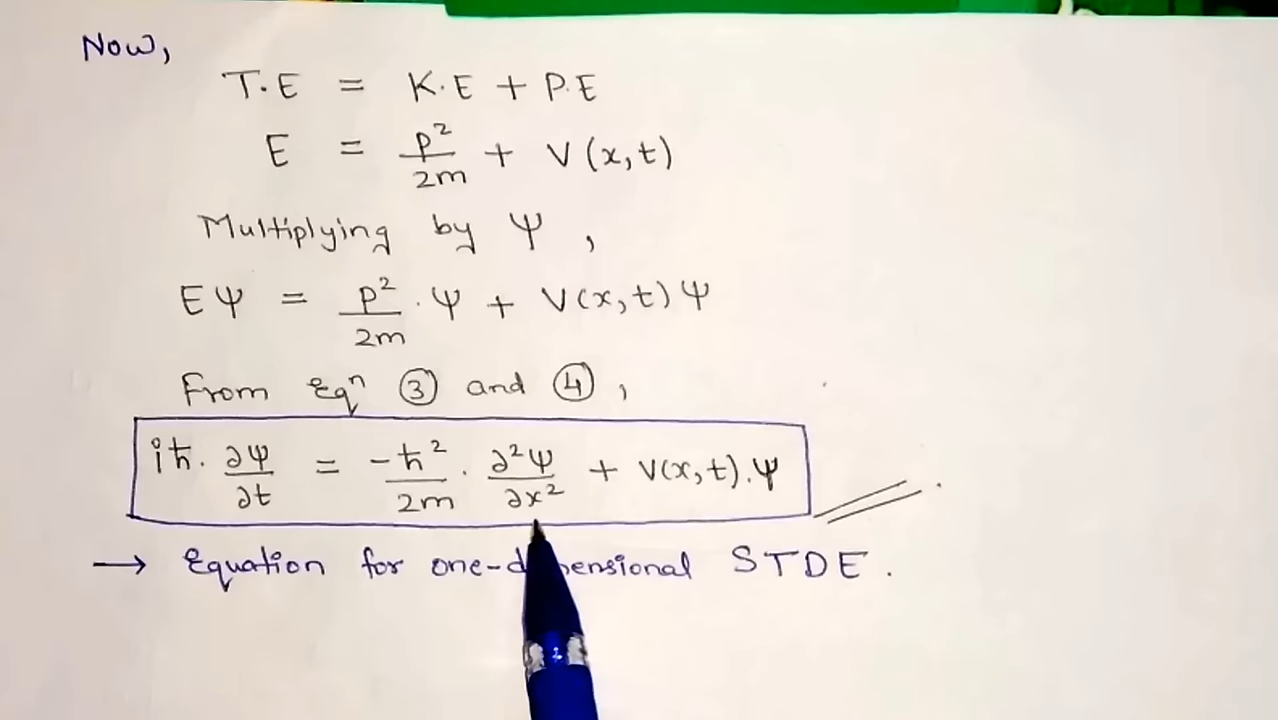 Now,
T.E = K.E + P.E
E = p²/2m + V(x,t)
Multiplying by Ψ,
EΨ = p²/2m . Ψ + V(x,t)Ψ
From Eqⁿ ③ and ④,
iħ. ∂Ψ/∂t = -ħ²/2m . ∂²Ψ/∂x² + V(x,t).Ψ
→ Equation for one- STDE.